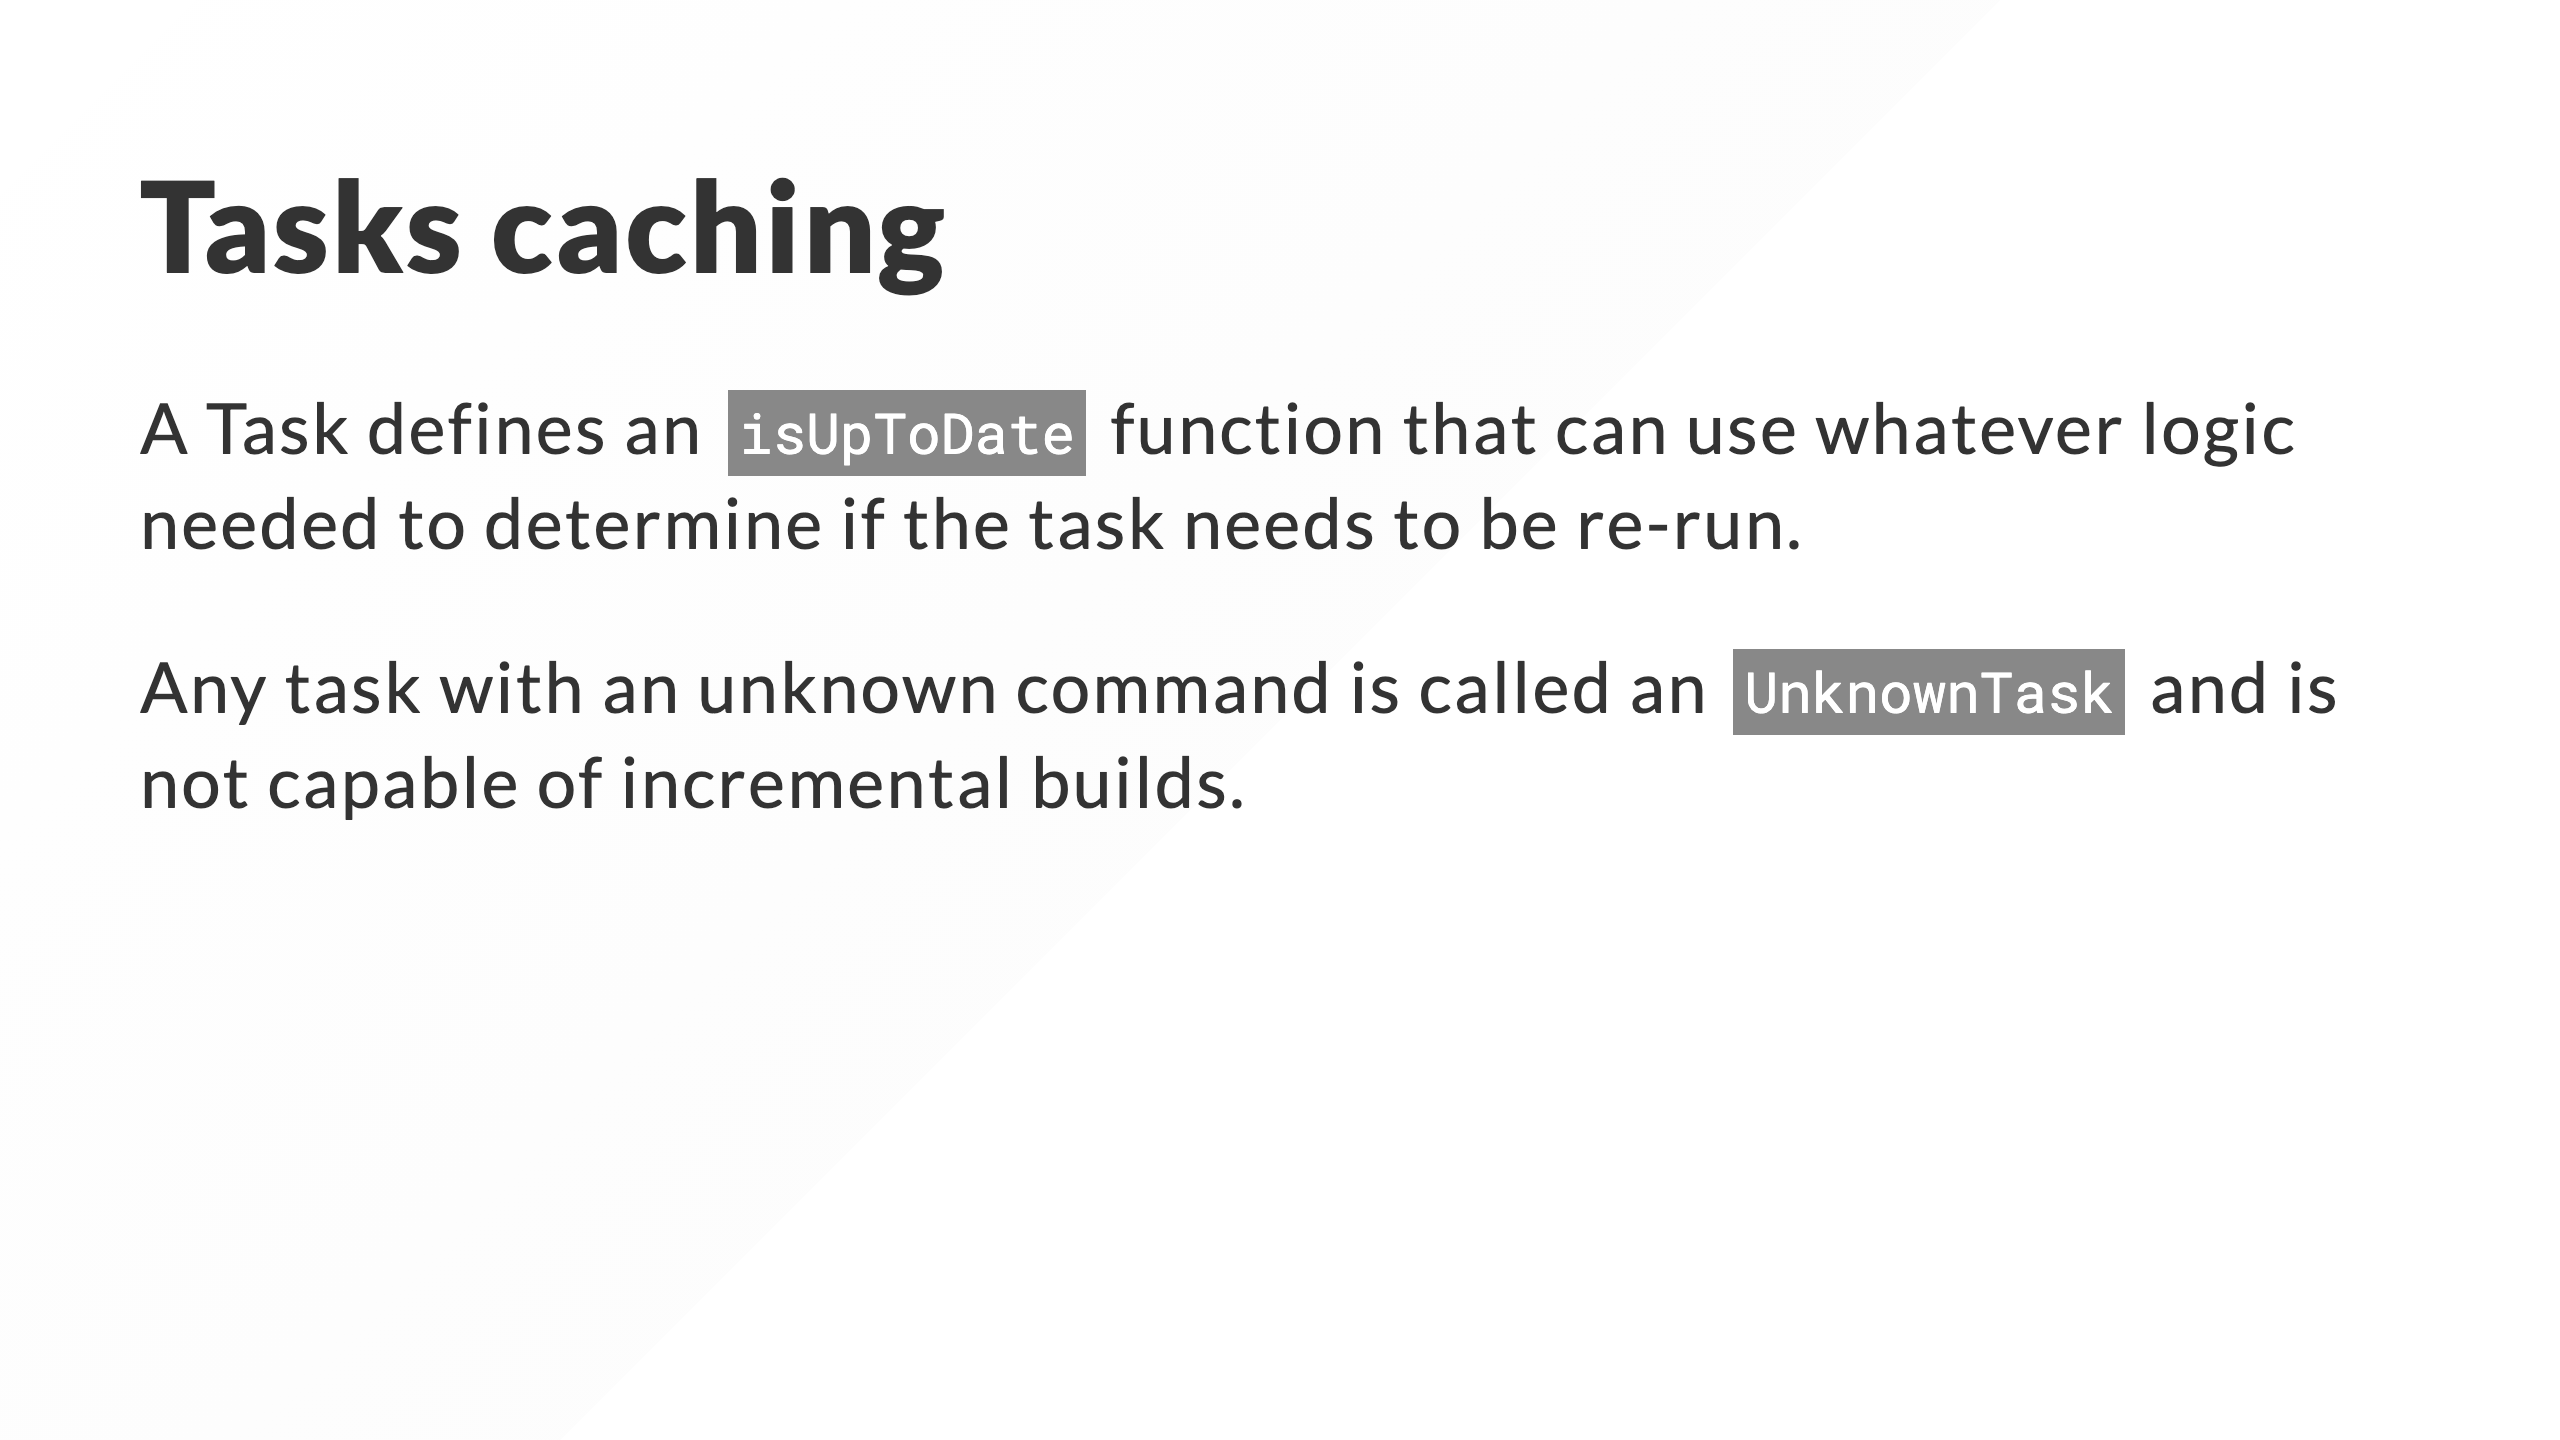 Tasks caching
A Task defines an isUpToDate function that can use whatever logic
needed to determine if the task needs to be re-run.
Any task with an unknown command is called an UnknownTask and is
not capable of incremental builds.